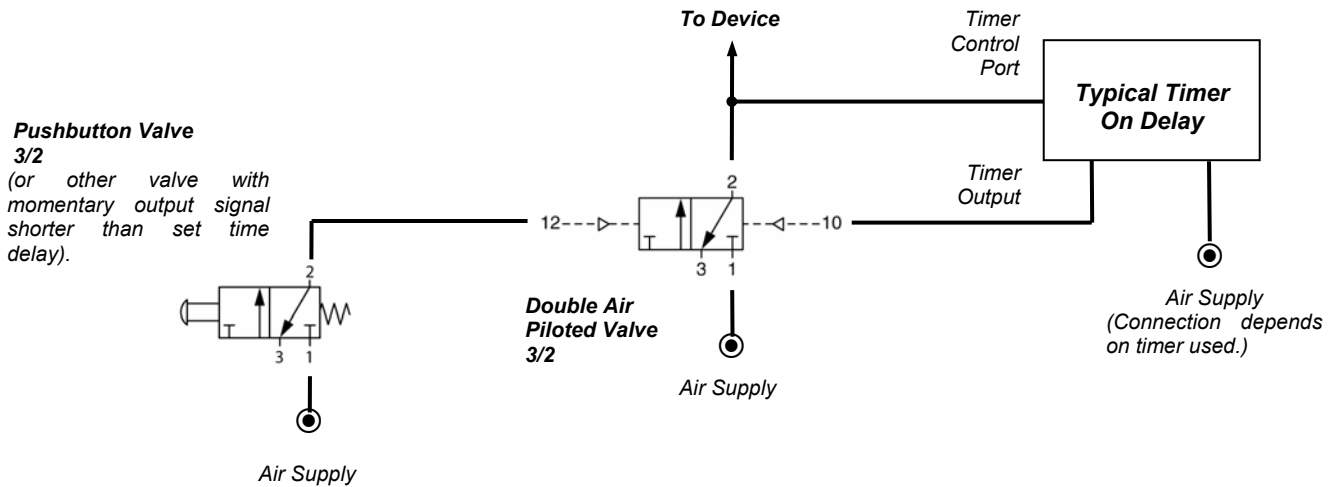 To Device
Timer
Control
Port
Typical Timer
On Delay
Pushbutton Valve
3/2
(or other valve with
momentary output signal
shorter than set time
delay).
Timer
Output
2
12
10
3 1
2
3 1
Double Air
Piloted Valve
3/2
Air Supply
(Connection depends
on timer used.)
Air Supply
Air Supply